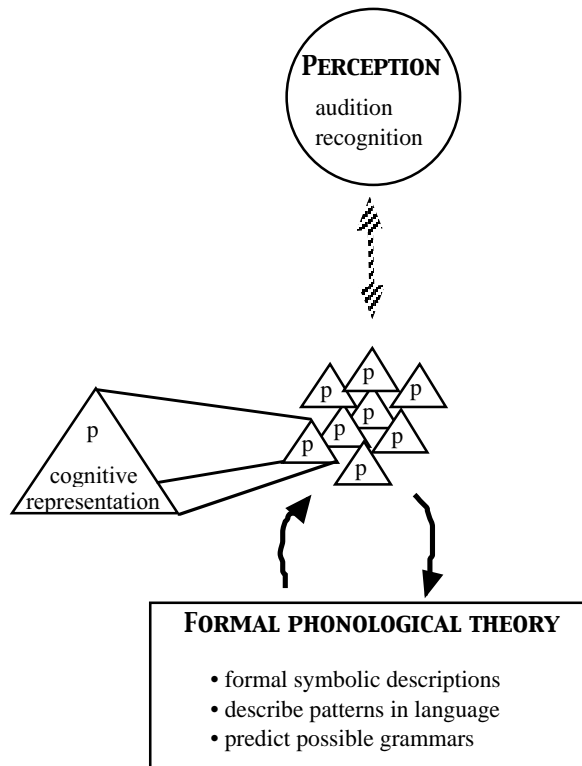 PERCEPTION
audition
recognition
p
p
p
p
p
p
p
p
p
cognitive
representation
FORMAL PHONOLOGICAL THEORY
• formal symbolic descriptions
• describe patterns in language
• predict possible grammars